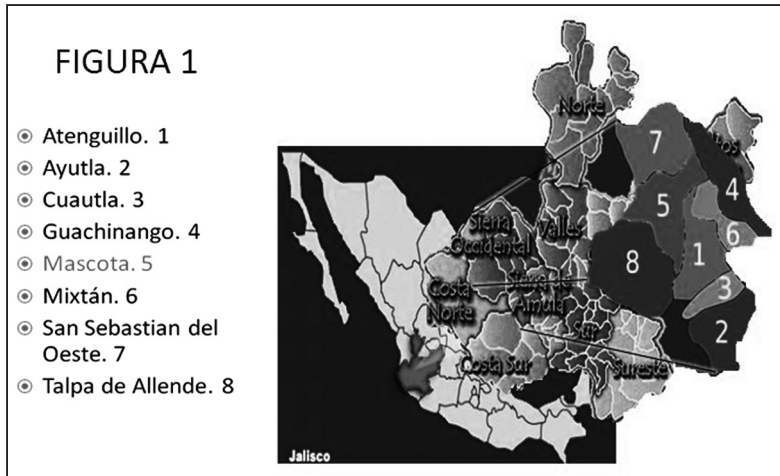 FIGURA 1
Atenguillo. 1
Ayutla. 2
Cuautla. 3
Guachinango. 4
Mascota. 5
Mixtán. 6
San Sebastian del
Oeste. 7
Talpa de Allende. 8
Norte
7
4
5
6
Sierra
Occidental
Valles
1
8
Costa
Norte
Amula
3
Sur
2
Costa Sur
Sureste
Jalisco